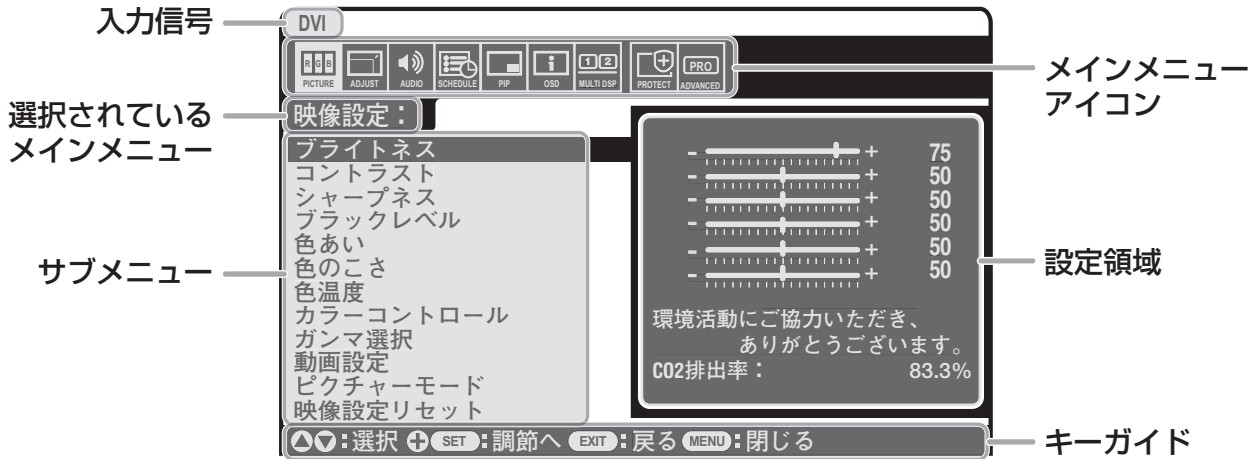 入力信号
DVI
RGB
PICTURE ADJUST AUDIO SCHEDULE PIP OSD 12 MULTI DSP PROTECT PRO ADVANCED
メインメニュー
アイコン
選択されている
メインメニュー
映像設定：
サブメニュー
ブライトネス
コントラスト
シャープネス
ブラックレベル
色あい
色のこさ
色温度
カラーコントロール
ガンマ選択
動画設定
ピクチャーモード
映像設定リセット
- + 75
- + 50
- + 50
- + 50
- + 50
- + 50
環境活動にご協力いただき、
ありがとうございます。
CO2排出率： 83.3%
設定領域
：選択 SET：調節へ EXIT：戻る MENU：閉じる
キーガイド